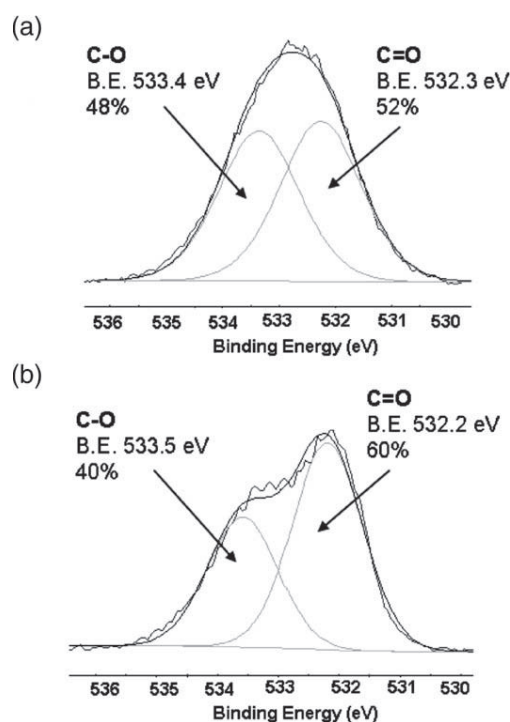 (a)
C-O
B.E. 533.4 eV
48%
C=O
B.E. 532.3 eV
52%
536 535 534 533 532 531 530
Binding Energy (eV)
(b)
C-O
B.E. 533.5 eV
40%
C=O
B.E. 532.2 eV
60%
536 535 534 533 532 531 530
Binding Energy (eV)